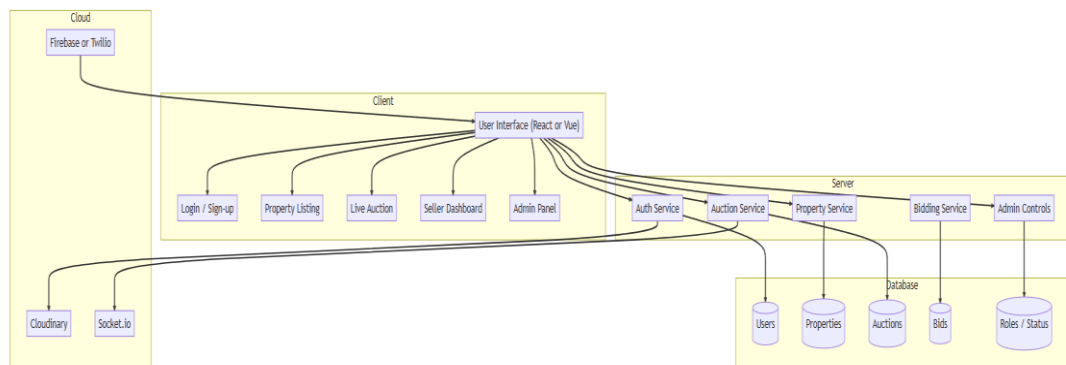 Cloud
Firebase or Twilio
Client
User Interface (React or Vue)
Server
Login / Sign-up
Property Listing
Live Auction
Seller Dashboard
Admin Panel
Auth Service
Auction Service
Property Service
Bidding Service
Admin Controls
Database
Cloudinary
Socket.io
Users
Properties
Auctions
Bids
Roles / Status